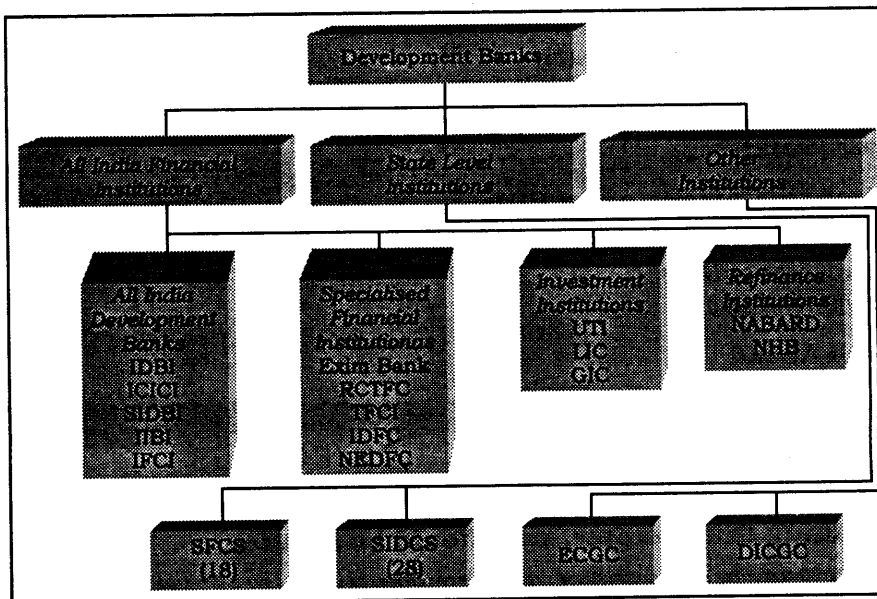 Development Banks
All India Financial
Institutions
State Level
Institutions
Other
Institutions
All India
Development
Banks
IDBI
ICICI
SIDBI
IIBI
IFCI
Specialised
Financial
Institutionas
Exim Bank
RCTFC
TFCI
IDFC
NEDFC
Investment
Institutions
UTI
LIC
GIC
Refinance
Institutions
NABARD
NHB
SFCS
(18)
SIDCS
(28)
ECGC
DICGC